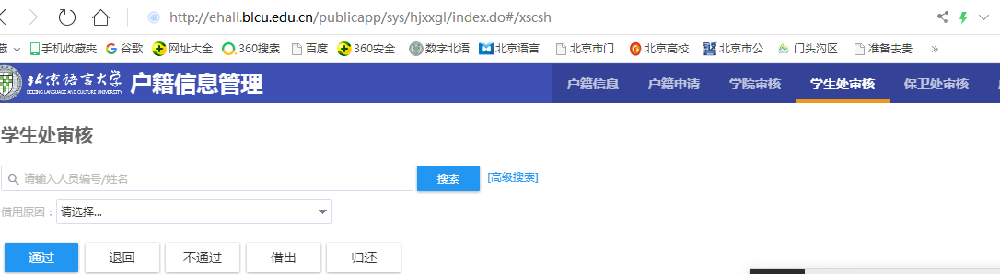 http://ehall.blcu.edu.cn/publicapp/sys/hjxxgl/index.do#/xscsh
藏 手机收藏夹 谷歌 网址大全 360搜索 百度 360安全 数字北语 北京语言 北京市门 北京高校 北京市公 门头沟区 准备去贵 »
北京语言大学 户籍信息管理 户籍信息 户籍申请 学院审核 学生处审核 保卫处审核
BEIJING LANGUAGE AND CULTURE UNIVERSITY
学生处审核
请输入人员编号/姓名 搜索 [高级搜索]
借用原因： 请选择...
通过 退回 不通过 借出 归还